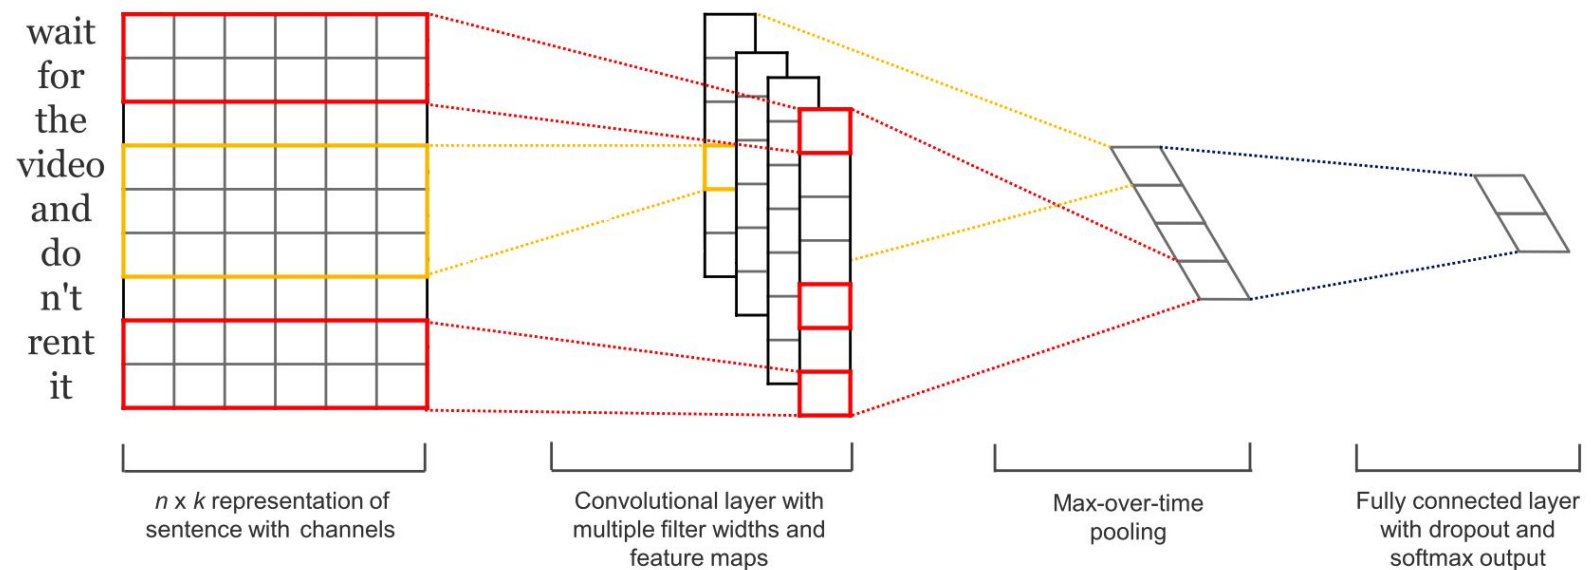 wait
for
the
video
and
do
n't
rent
it
n x k representation of
sentence with channels
Convolutional layer with
multiple filter widths and
feature maps
Max-over-time
pooling
Fully connected layer
with dropout and
softmax output